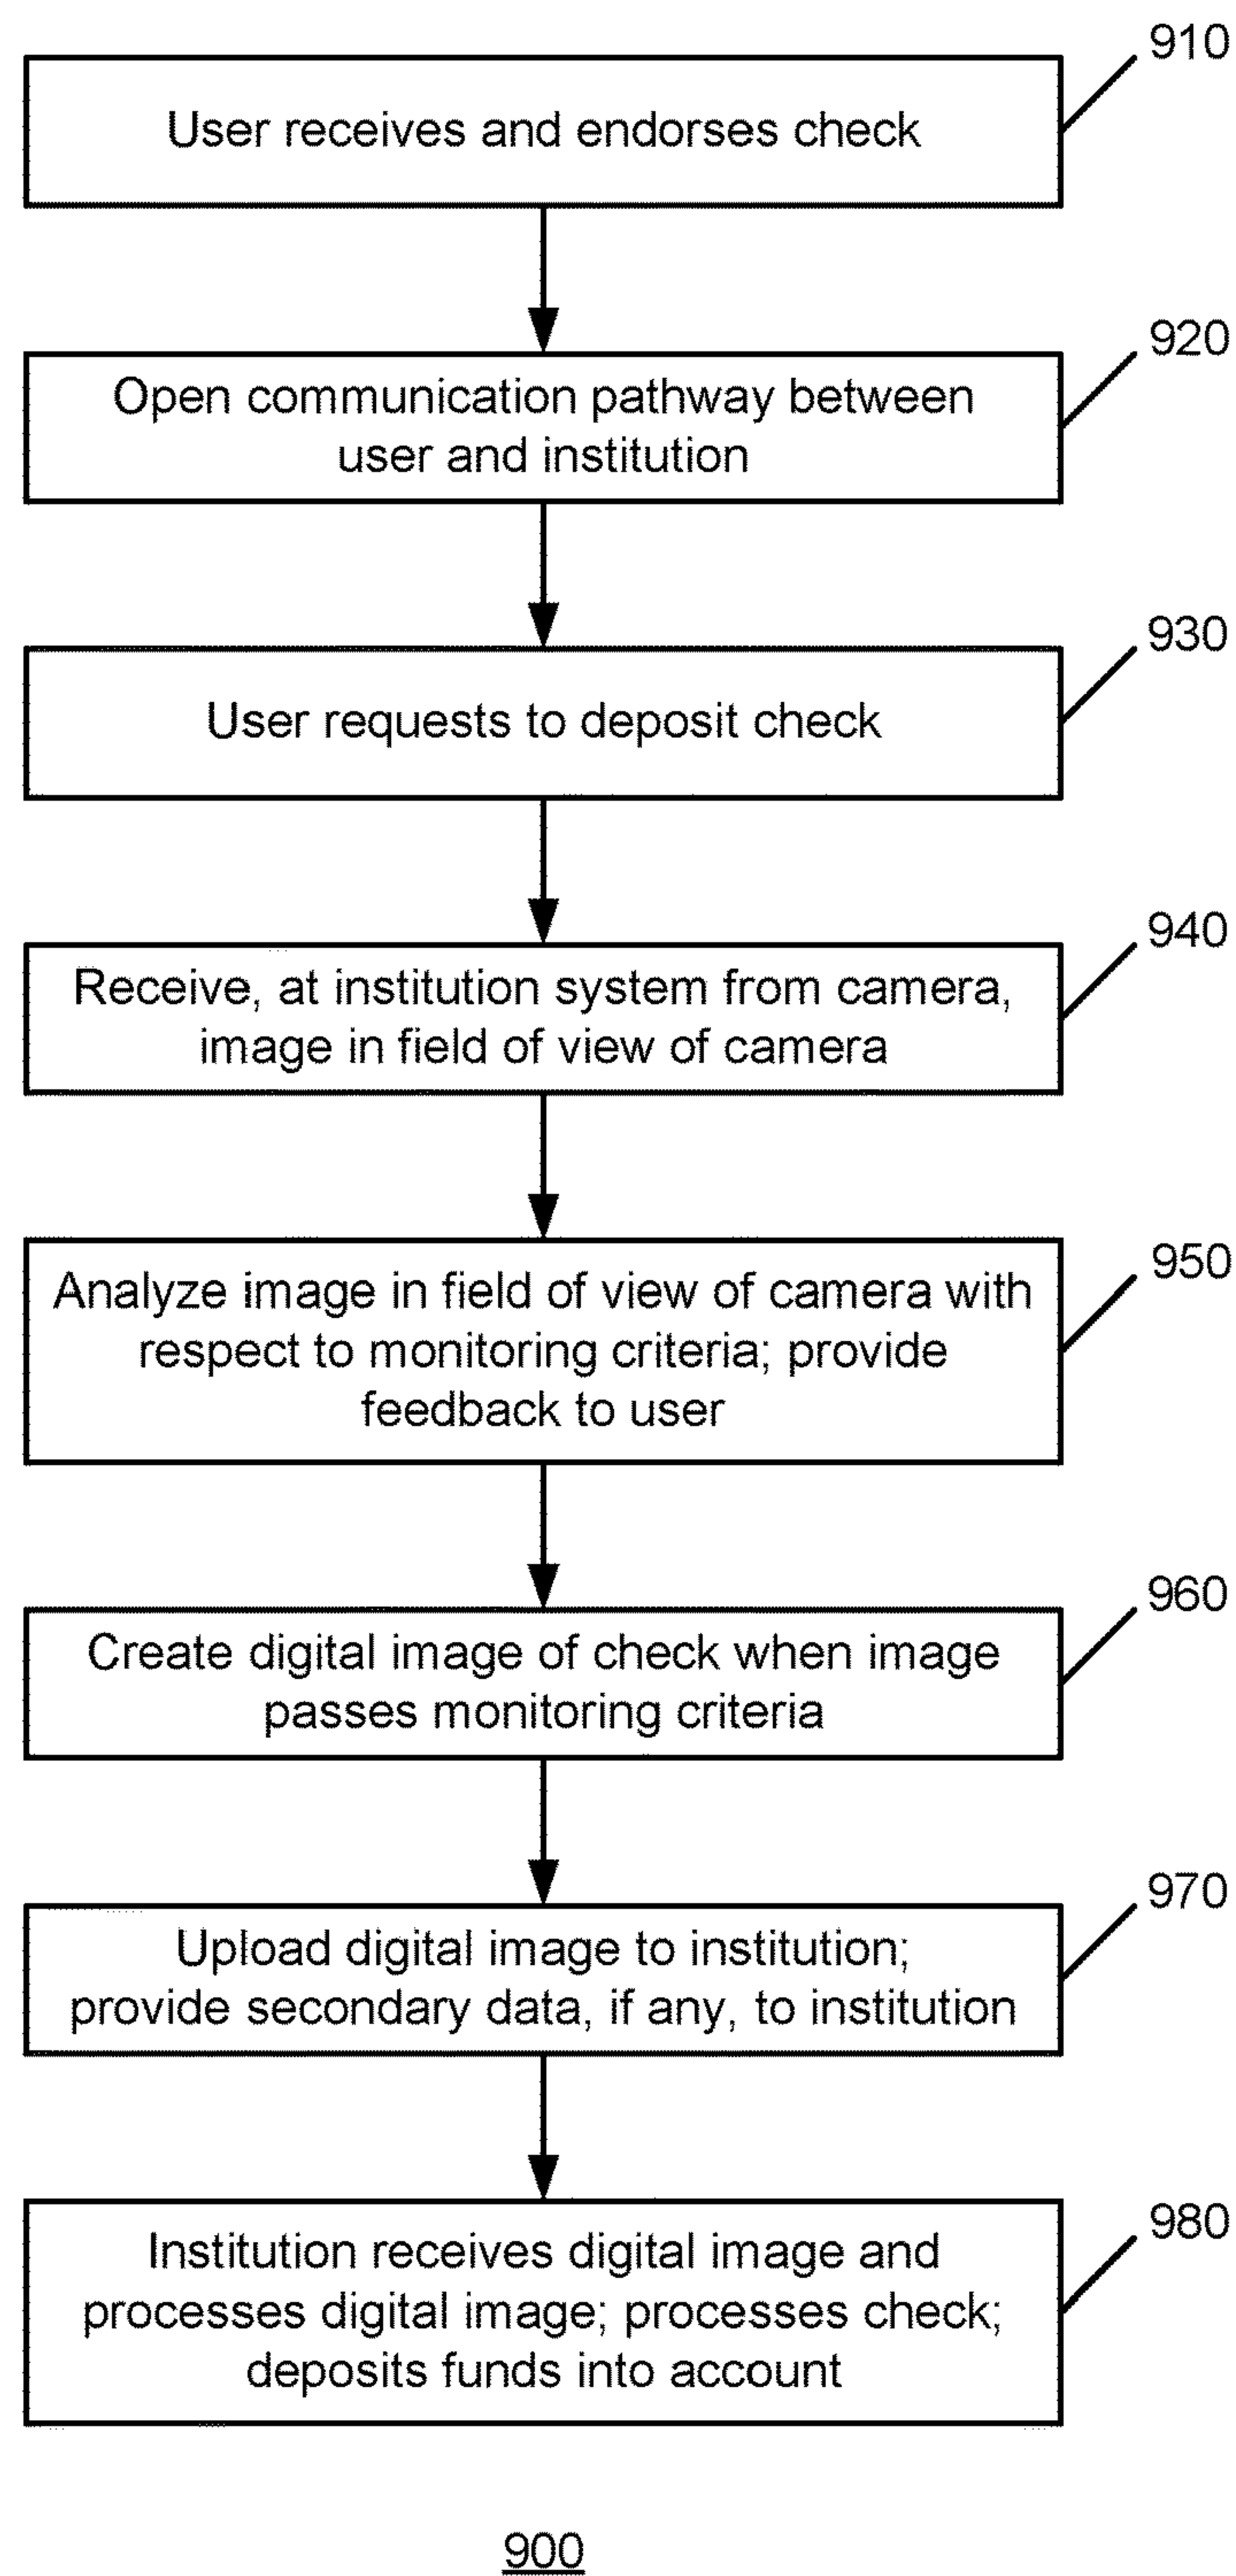 910
User receives and endorses check
920
Open communication pathway between
user and institution
930
User requests to deposit check
940
Receive, at institution system from camera,
image in field of view of camera
950
Analyze image in field of view of camera with
respect to monitoring criteria; provide
feedback to user
960
Create digital image of check when image
passes monitoring criteria
970
Upload digital image to institution;
provide secondary data, if any, to institution
980
Institution receives digital image and
processes digital image; processes check;
deposits funds into account
900